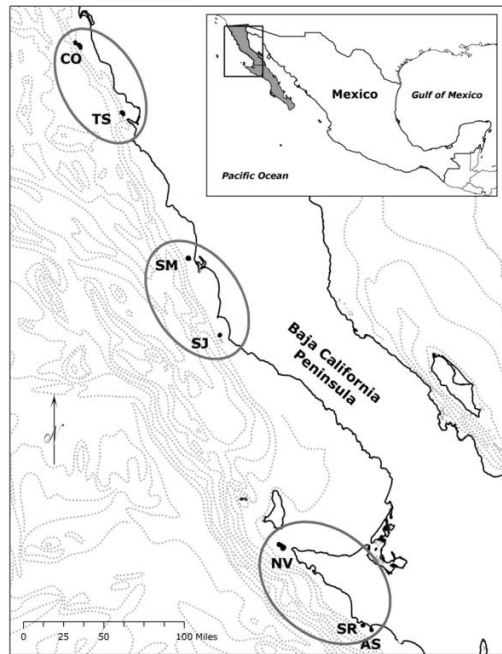 CO
TS
Mexico
Gulf of Mexico
Pacific Ocean
SM
SJ
Baja California
Peninsula
N
NV
SR
AS
0 25 50 100 Miles